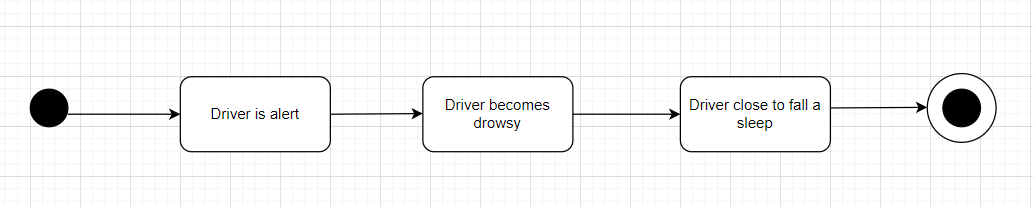 Driver is alert
Driver becomes
drowsy
Driver close to fall a
sleep